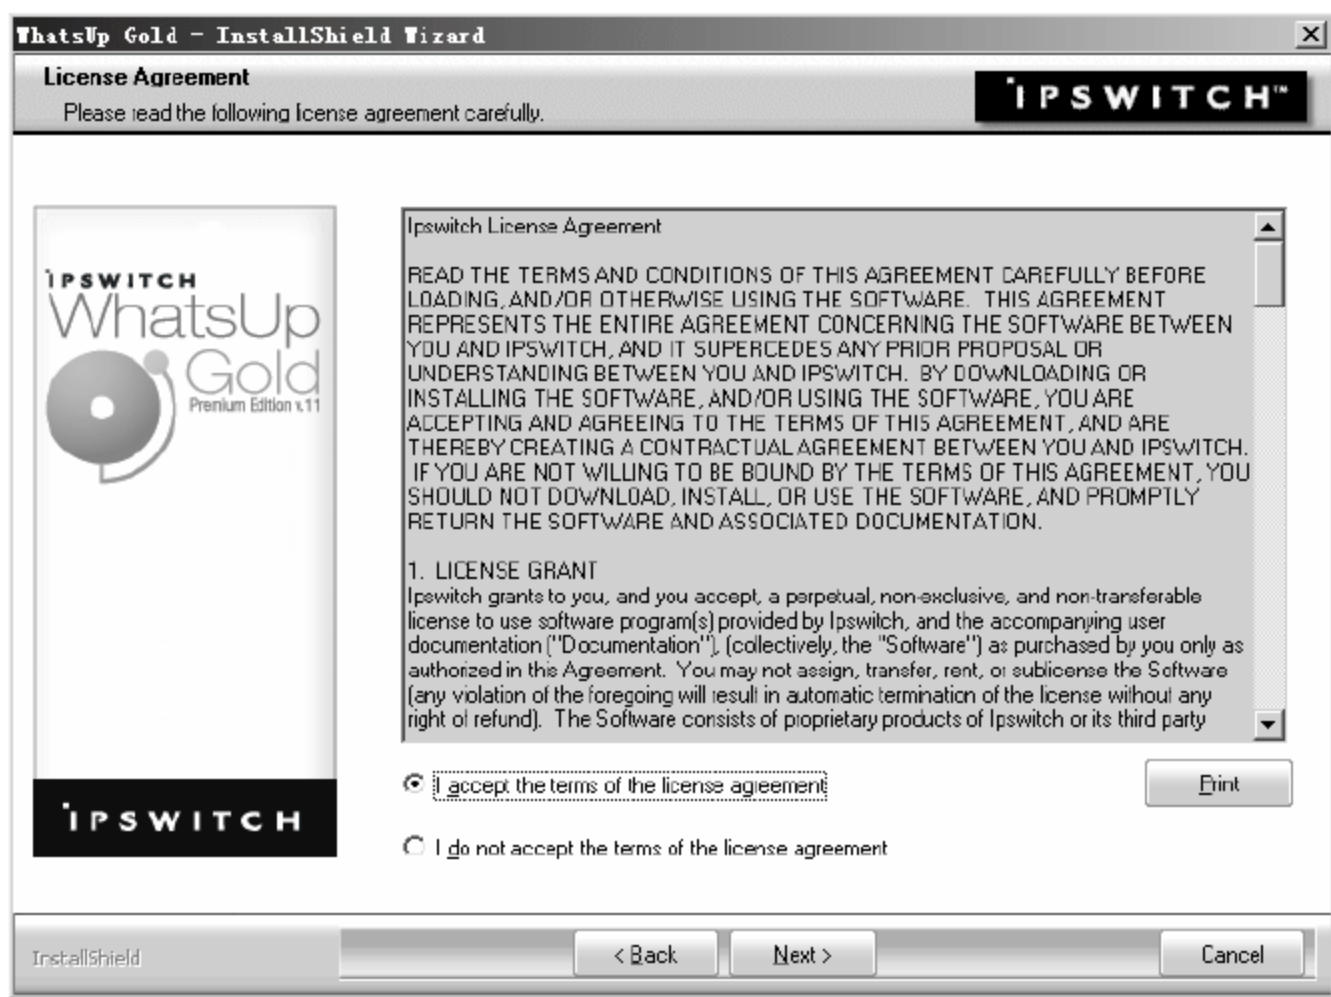 WhatsUp Gold - InstallShield Wizard
License Agreement
Please read the following license agreement carefully.
IPSWITCH™
IPSWITCH
WhatsUp
Gold
Premium Edition v.11
IPSWITCH
Ipswitch License Agreement
READ THE TERMS AND CONDITIONS OF THIS AGREEMENT CAREFULLY BEFORE
LOADING, AND/OR OTHERWISE USING THE SOFTWARE.  THIS AGREEMENT
REPRESENTS THE ENTIRE AGREEMENT CONCERNING THE SOFTWARE BETWEEN
YOU AND IPSWITCH, AND IT SUPERCEDES ANY PRIOR PROPOSAL OR
UNDERSTANDING BETWEEN YOU AND IPSWITCH.  BY DOWNLOADING OR
INSTALLING THE SOFTWARE, AND/OR USING THE SOFTWARE, YOU ARE
ACCEPTING AND AGREEING TO THE TERMS OF THIS AGREEMENT, AND ARE
THEREBY CREATING A CONTRACTUAL AGREEMENT BETWEEN YOU AND IPSWITCH.
IF YOU ARE NOT WILLING TO BE BOUND BY THE TERMS OF THIS AGREEMENT, YOU
SHOULD NOT DOWNLOAD, INSTALL, OR USE THE SOFTWARE, AND PROMPTLY
RETURN THE SOFTWARE AND ASSOCIATED DOCUMENTATION.
1.  LICENSE GRANT
Ipswitch grants to you, and you accept, a perpetual, non-exclusive, and non-transferable
license to use software program(s) provided by Ipswitch, and the accompanying user
documentation ("Documentation"), (collectively, the "Software") as purchased by you only as
authorized in this Agreement.  You may not assign, transfer, rent, or sublicense the Software
(any violation of the foregoing will result in automatic termination of the license without any
right of refund).  The Software consists of proprietary products of Ipswitch or its third party
I accept the terms of the license agreement
Print
I do not accept the terms of the license agreement
InstallShield
< Back
Next >
Cancel